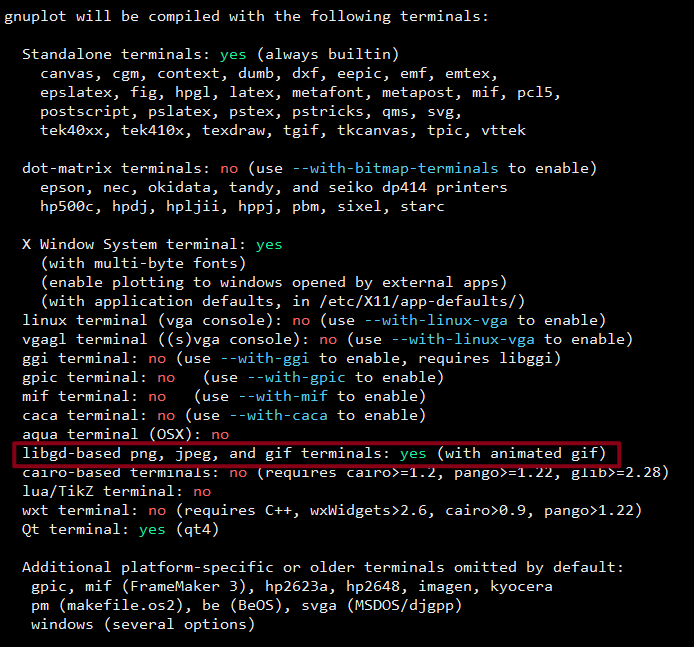 gnuplot will be compiled with the following terminals:
Standalone terminals: yes (always builtin)
canvas, cgm, context, dumb, dxf, eepic, emf, emtex,
epslatex, fig, hpgl, latex, metafont, metapost, mif, pcl5,
postscript, pslatex, pstex, pstricks, qms, svg,
tek40xx, tek410x, texdraw, tgif, tkcanvas, tpic, vttek
dot-matrix terminals: no (use --with-bitmap-terminals to enable)
epson, nec, okidata, tandy, and seiko dp414 printers
hp500c, hpdj, hpljii, hppj, pbm, sixel, starc
X Window System terminal: yes
(with multi-byte fonts)
(enable plotting to windows opened by external apps)
(with application defaults, in /etc/X11/app-defaults/)
linux terminal (vga console): no (use --with-linux-vga to enable)
vgagl terminal ((s)vga console): no (use --with-linux-vga to enable)
ggi terminal: no (use --with-ggi to enable, requires libggi)
gpic terminal: no   (use --with-gpic to enable)
mif terminal: no   (use --with-mif to enable)
caca terminal: no (use --with-caca to enable)
aqua terminal (OSX): no
libgd-based png, jpeg, and gif terminals: yes (with animated gif)
cairo-based terminals: no (requires cairo>=1.2, pango>=1.22, glib>=2.28)
lua/TikZ terminal: no
wxt terminal: no (requires C++, wxWidgets>2.6, cairo>0.9, pango>1.22)
Qt terminal: yes (qt4)
Additional platform-specific or older terminals omitted by default:
gpic, mif (FrameMaker 3), hp2623a, hp2648, imagen, kyocera
pm (makefile.os2), be (BeOS), svga (MSDOS/djgpp)
windows (several options)